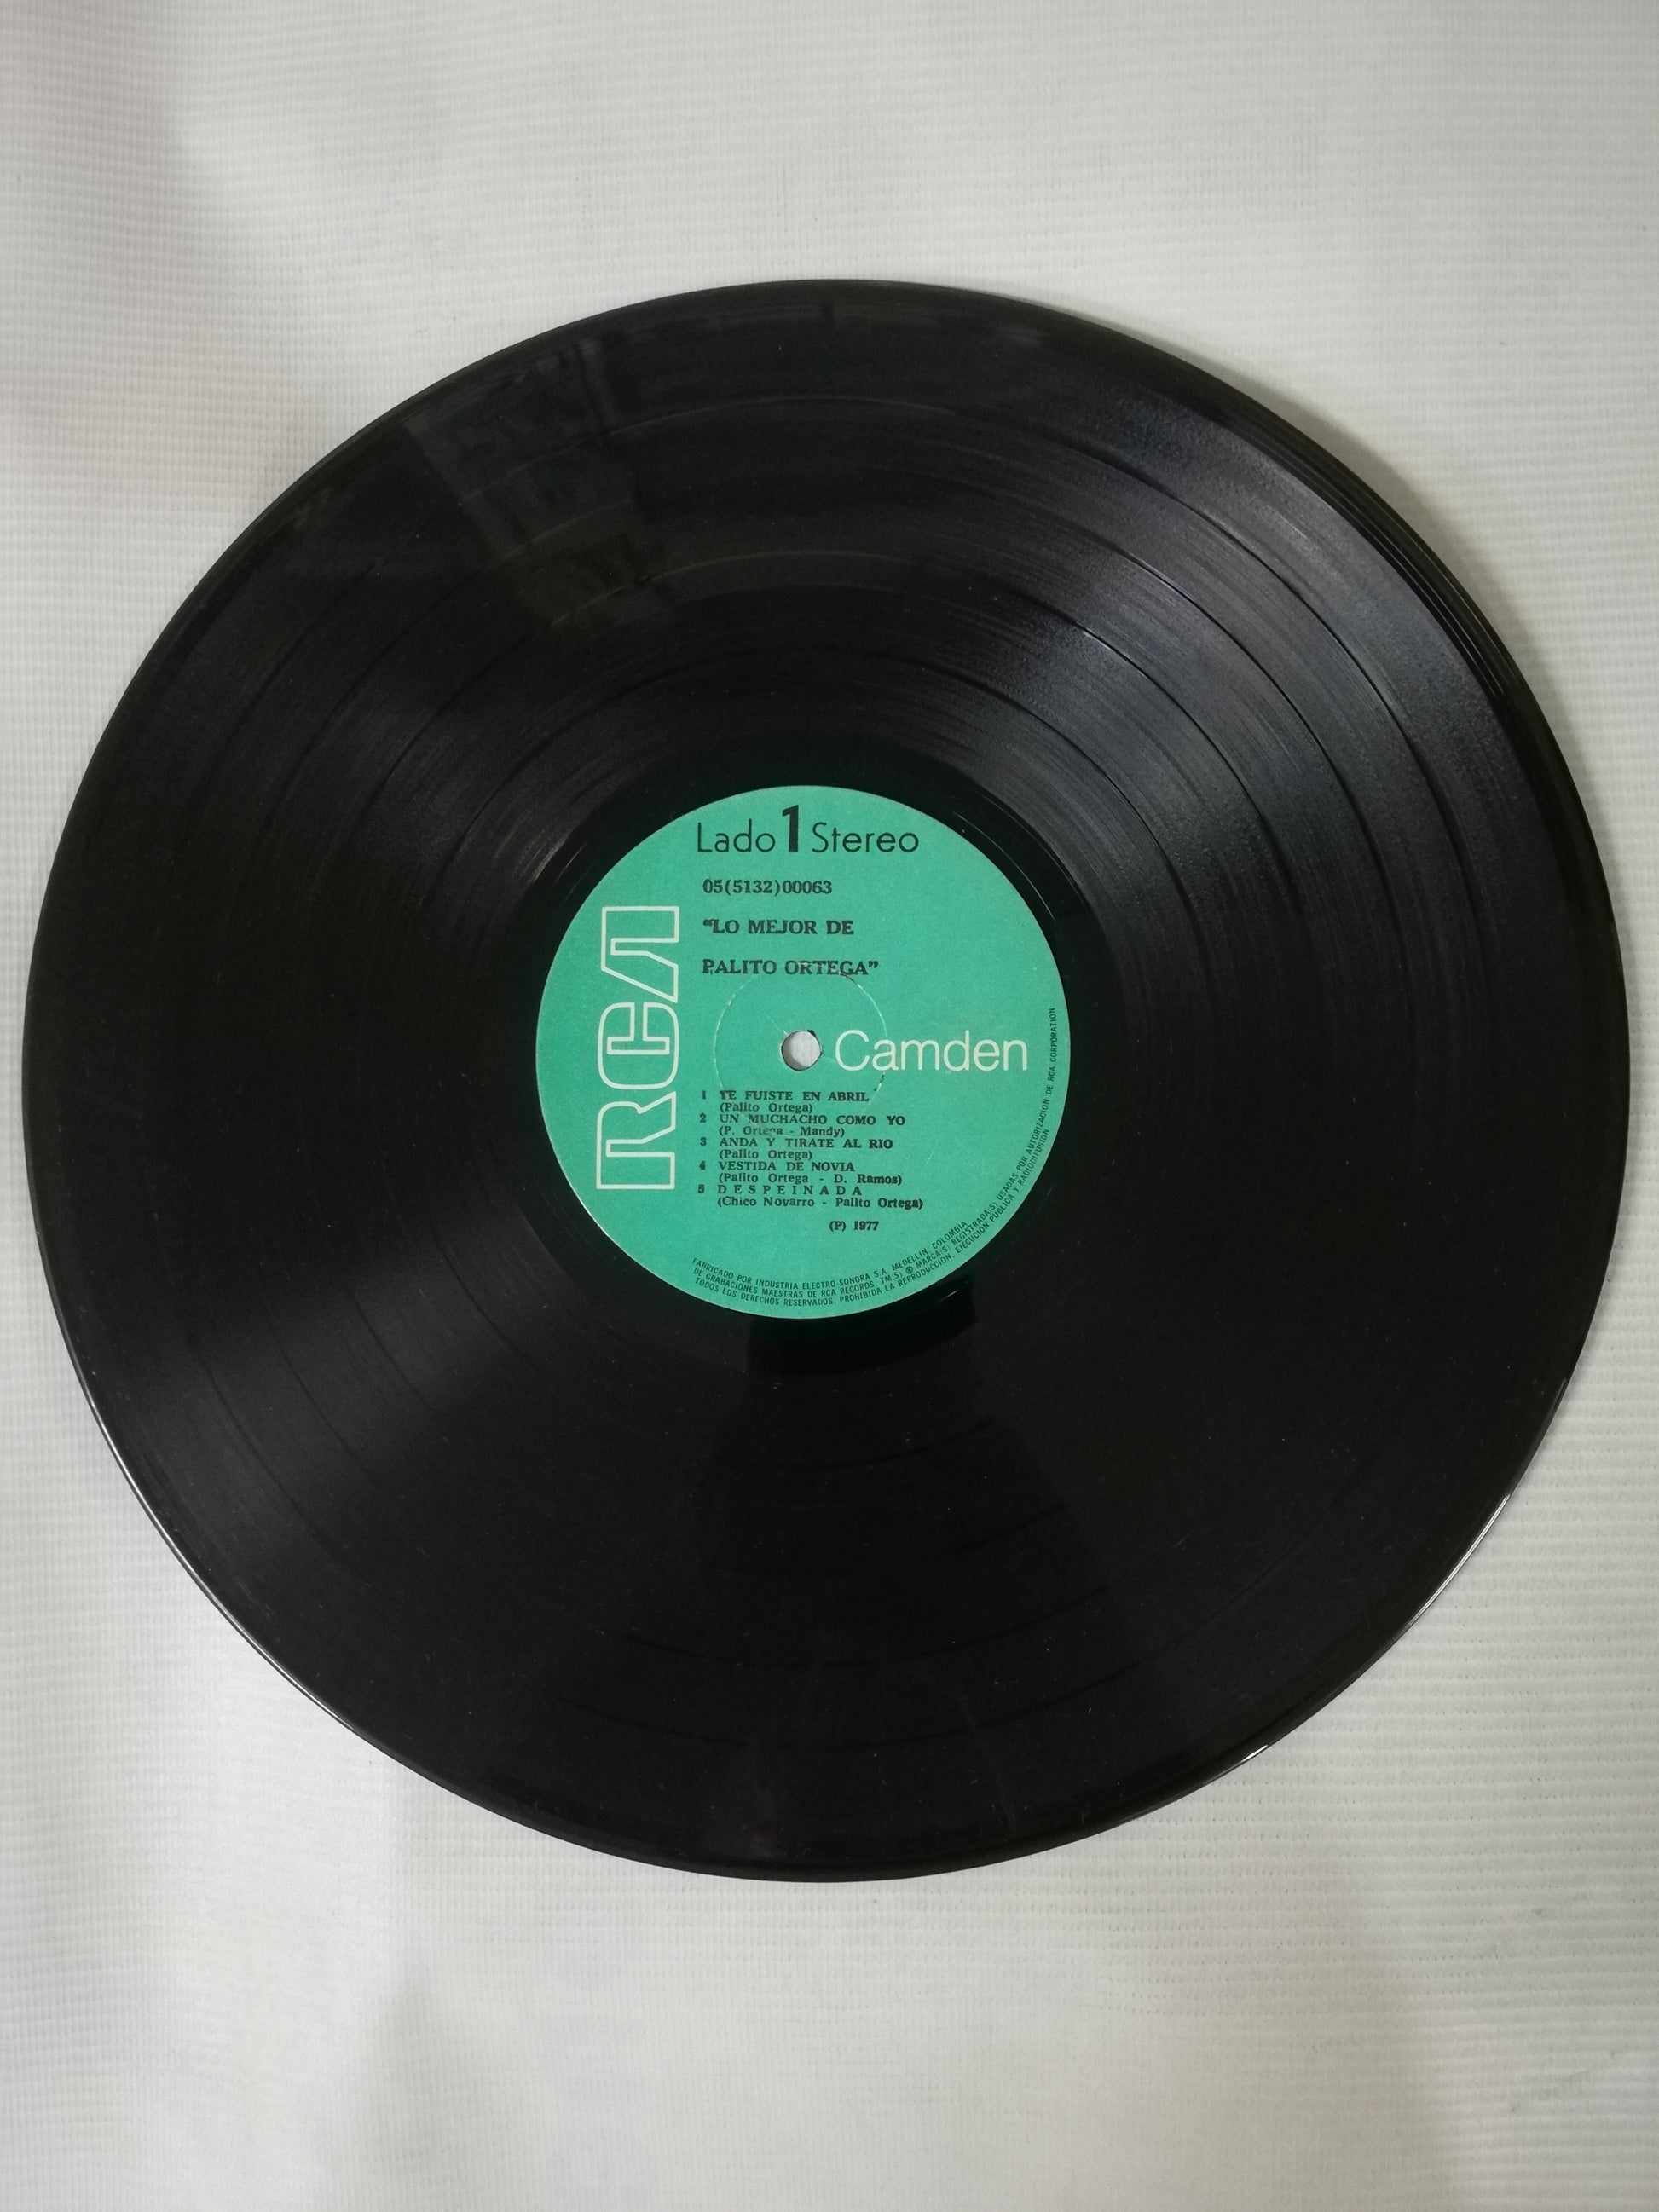 Lado 1 Stereo
05(5132)00063
"LO MEJOR DE
PALITO ORTEGA"
RCA
Camden
1 TE FUISTE EN ABRIL
(Palito Ortega)
2 UN MUCHACHO COMO YO
(P. Ortega - Mandy)
3 ANDA Y TIRATE AL RIO
(Palito Ortega)
4 VESTIDA DE NOVIA
(Palito Ortega - D. Ramos)
5 DESPEINADA
(Chico Novarro - Palito Ortega)
(P) 1977
FABRICADO POR INDUSTRIA ELECTRO-SONORA S.A. MEDELLIN, COLOMBIA
DE GRABACIONES MAESTRAS DE RCA RECORDS. TM(S) ® MARCA(S) REGISTRADA(S) USADAS POR AUTORIZACION DE RCA CORPORATION
TODOS LOS DERECHOS RESERVADOS. PROHIBIDA LA REPRODUCCION, EJECUCION PUBLICA Y RADIODIFUSION